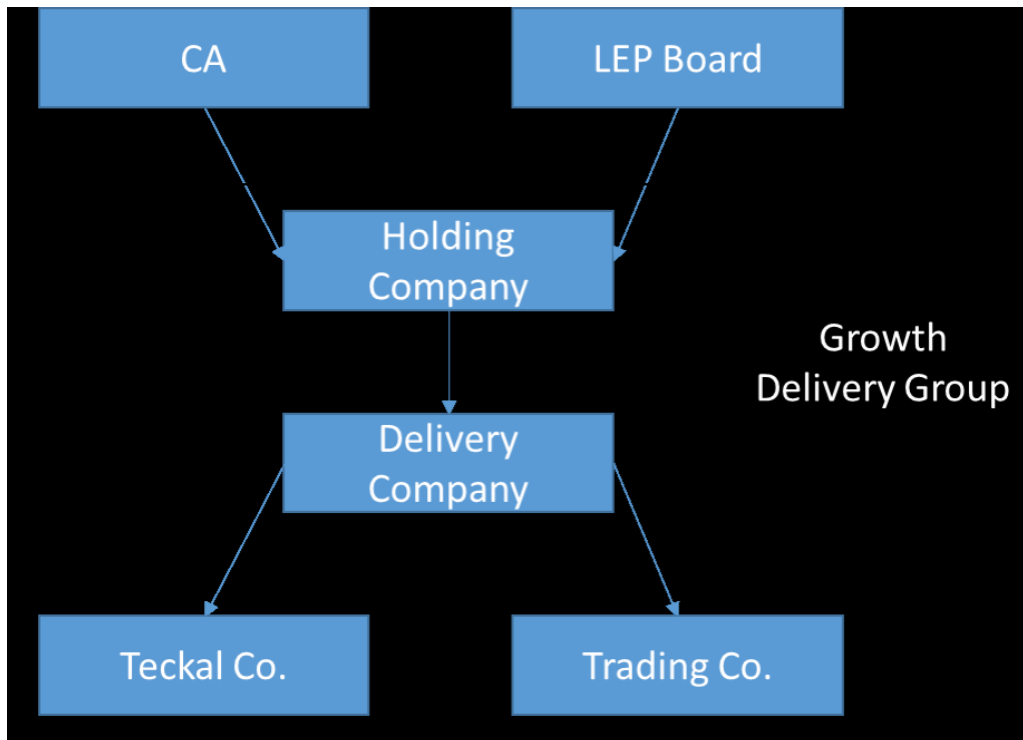 CA
LEP Board
Holding
Company
Growth
Delivery Group
Delivery
Company
Teckal Co.
Trading Co.